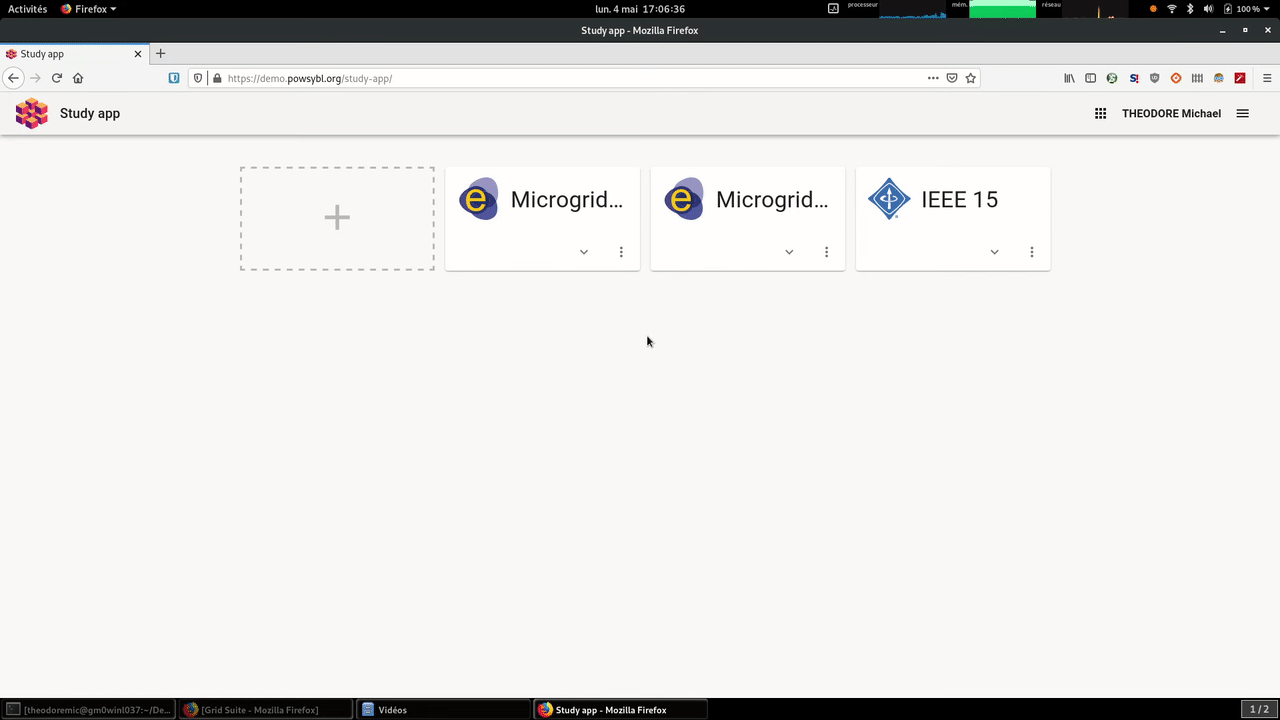 Activités Firefox lun. 4 mai 17:06:36 processeur mém. réseau 100 %
Study app - Mozilla Firefox
Study app
https://demo.powsybl.org/study-app/
Study app THEODORE Michael
Microgrid... Microgrid... IEEE 15
[theodoremic@gm0winl037:~/De... [Grid Suite - Mozilla Firefox] Vidéos Study app - Mozilla Firefox 1 / 2